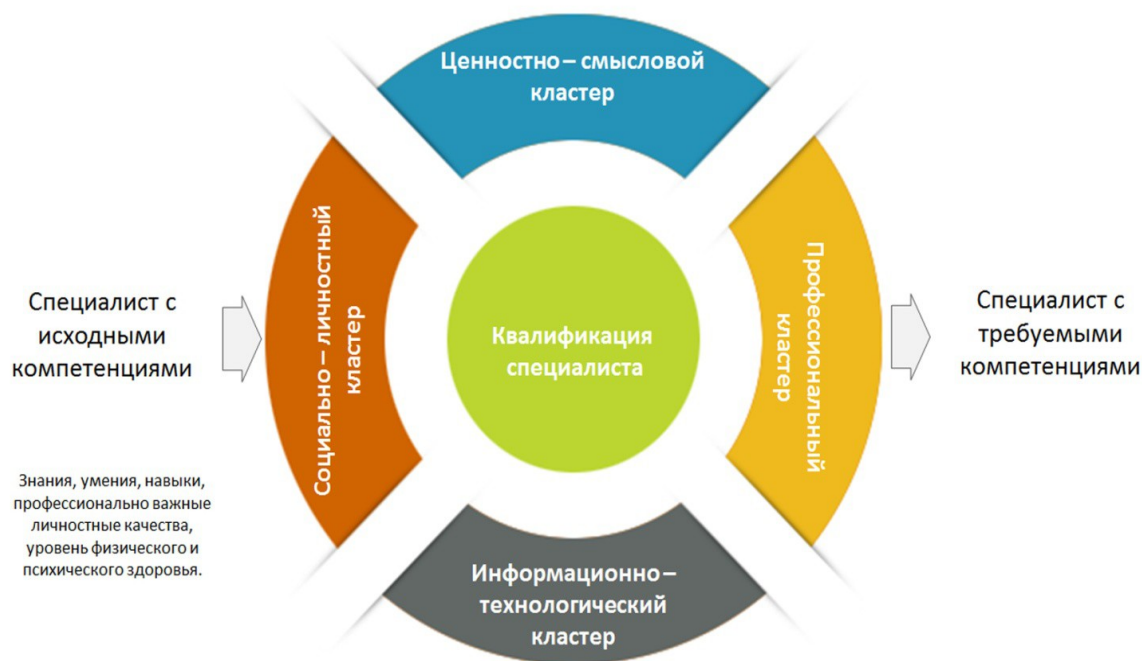 Ценностно – смысловой
кластер
Социально – личностный
кластер
Профессиональный
кластер
Квалификация
специалиста
Специалист с
исходными
компетенциями
Специалист с
требуемыми
компетенциями
Знания, умения, навыки,
профессионально важные
личностные качества,
уровень физического и
психического здоровья.
Информационно –
технологический
кластер